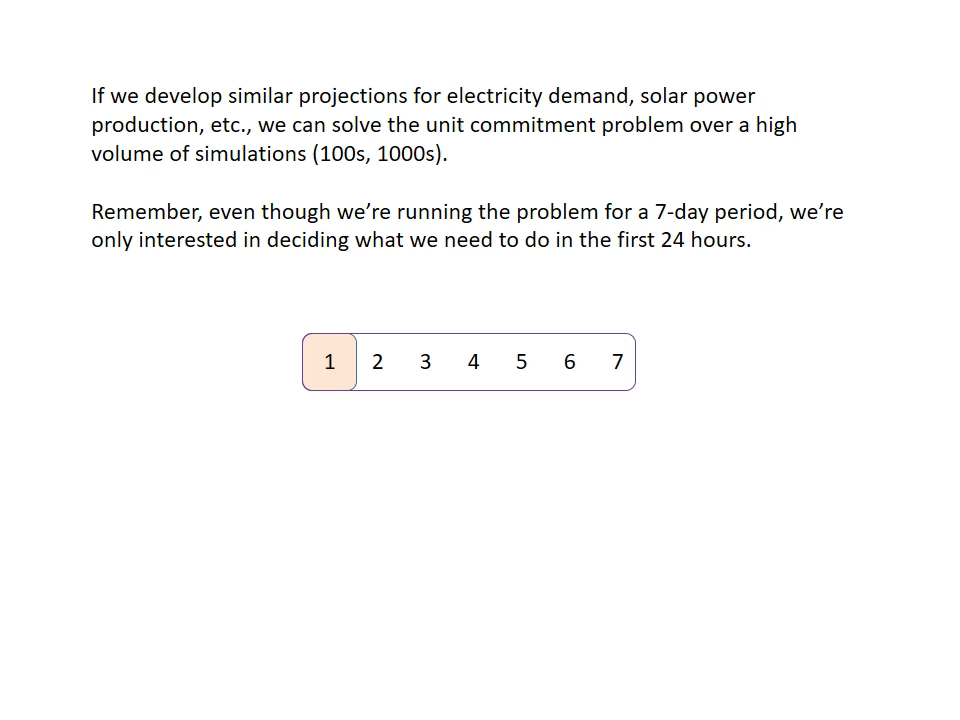 If we develop similar projections for electricity demand, solar power
production, etc., we can solve the unit commitment problem over a high
volume of simulations (100s, 1000s).
Remember, even though we’re running the problem for a 7-day period, we’re
only interested in deciding what we need to do in the first 24 hours.
1 2 3 4 5 6 7